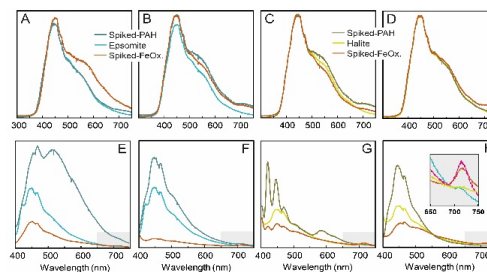 A
Spiked-PAH
Epsomite
Spiked-FeOx.
B
C
Spiked-PAH
Halite
Spiked-FeOx.
D
300 400 500 600 700
400 500 600 700
400 500 600 700
400 500 600 700
E
F
G
H
650 700 750
400 500 600 700
400 500 600 700
400 500 600 700
400 500 600 700
Wavelength (nm)
Wavelength (nm)
Wavelength (nm)
Wavelength (nm)